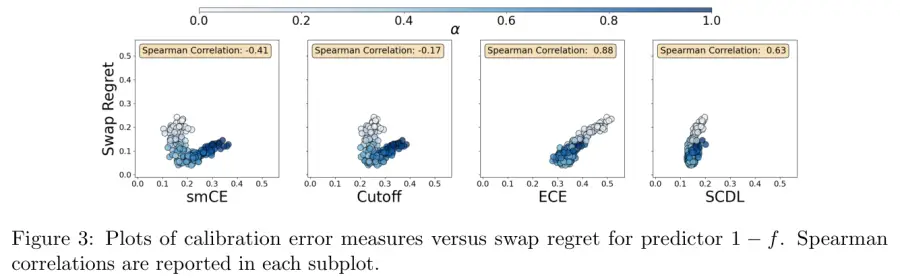 0.0 0.2 0.4 0.6 0.8 1.0
α
Spearman Correlation: -0.41 Spearman Correlation: -0.17 Spearman Correlation: 0.88 Spearman Correlation: 0.63
Swap Regret
0.5
0.4
0.3
0.2
0.1
0.0
0.0 0.1 0.2 0.3 0.4 0.5 0.0 0.1 0.2 0.3 0.4 0.5 0.0 0.1 0.2 0.3 0.4 0.5 0.0 0.1 0.2 0.3 0.4 0.5
smCE Cutoff ECE SCDL
Figure 3: Plots of calibration error measures versus swap regret for predictor 1 − f. Spearman
correlations are reported in each subplot.